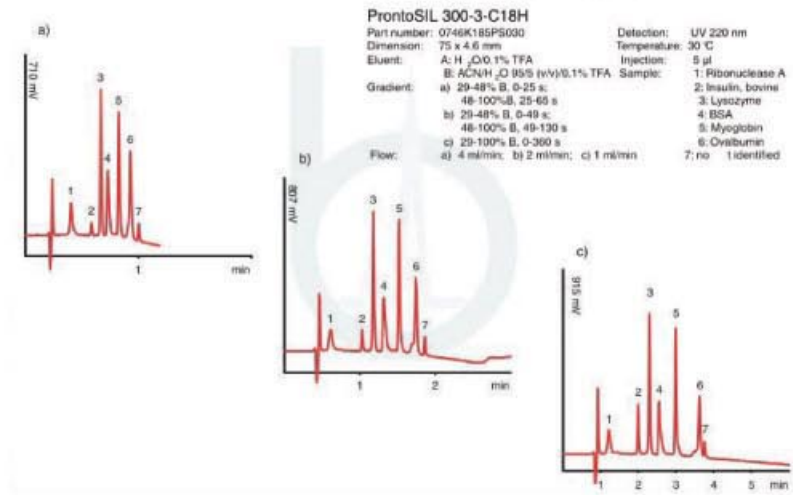 ProntoSIL 300-3-C18H
Part number: 0746K185PS030
Dimension: 75 x 4.6 mm
Eluent: A: H 2O/0.1% TFA
B: ACN/H 2O 95/5 (v/v)/0.1% TFA
Gradient: a) 29-48% B, 0-25 s;
48-100%B, 25-65 s
b) 29-48% B, 0-49 s;
48-100% B, 49-130 s
c) 29-100% B, 0-360 s
Flow: a) 4 ml/min; b) 2 ml/min; c) 1 ml/min
Detection: UV 220 nm
Temperature: 30 °C
Injection: 5 µl
Sample: 1: Ribonuclease A
2: Insulin, bovine
3: Lysozyme
4: BSA
5: Myoglobin
6: Ovalbumin
7: no t identified
a)
710 mV
1
2
3
4
5
6
7
1
min
b)
807 mV
1
2
3
4
5
6
7
1 2 min
c)
915 mV
1
2
3
4
5
6
7
1 2 3 4 5 min